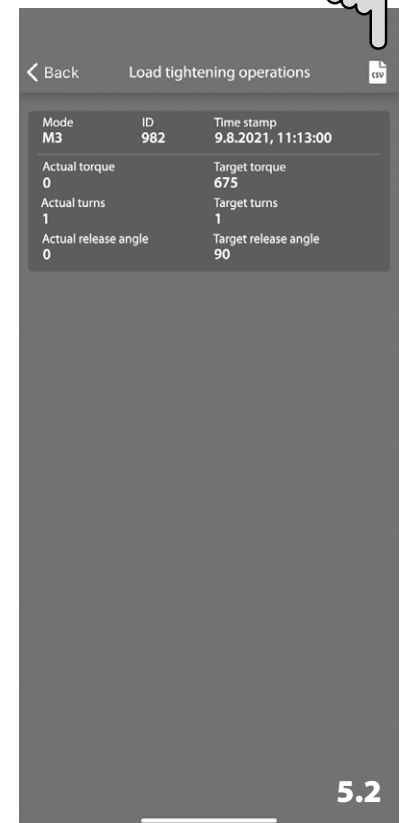 Back Load tightening operations CSV
Mode ID Time stamp
M3 982 9.8.2021, 11:13:00
Actual torque Target torque
0 675
Actual turns Target turns
1 1
Actual release angle Target release angle
0 90
5.2